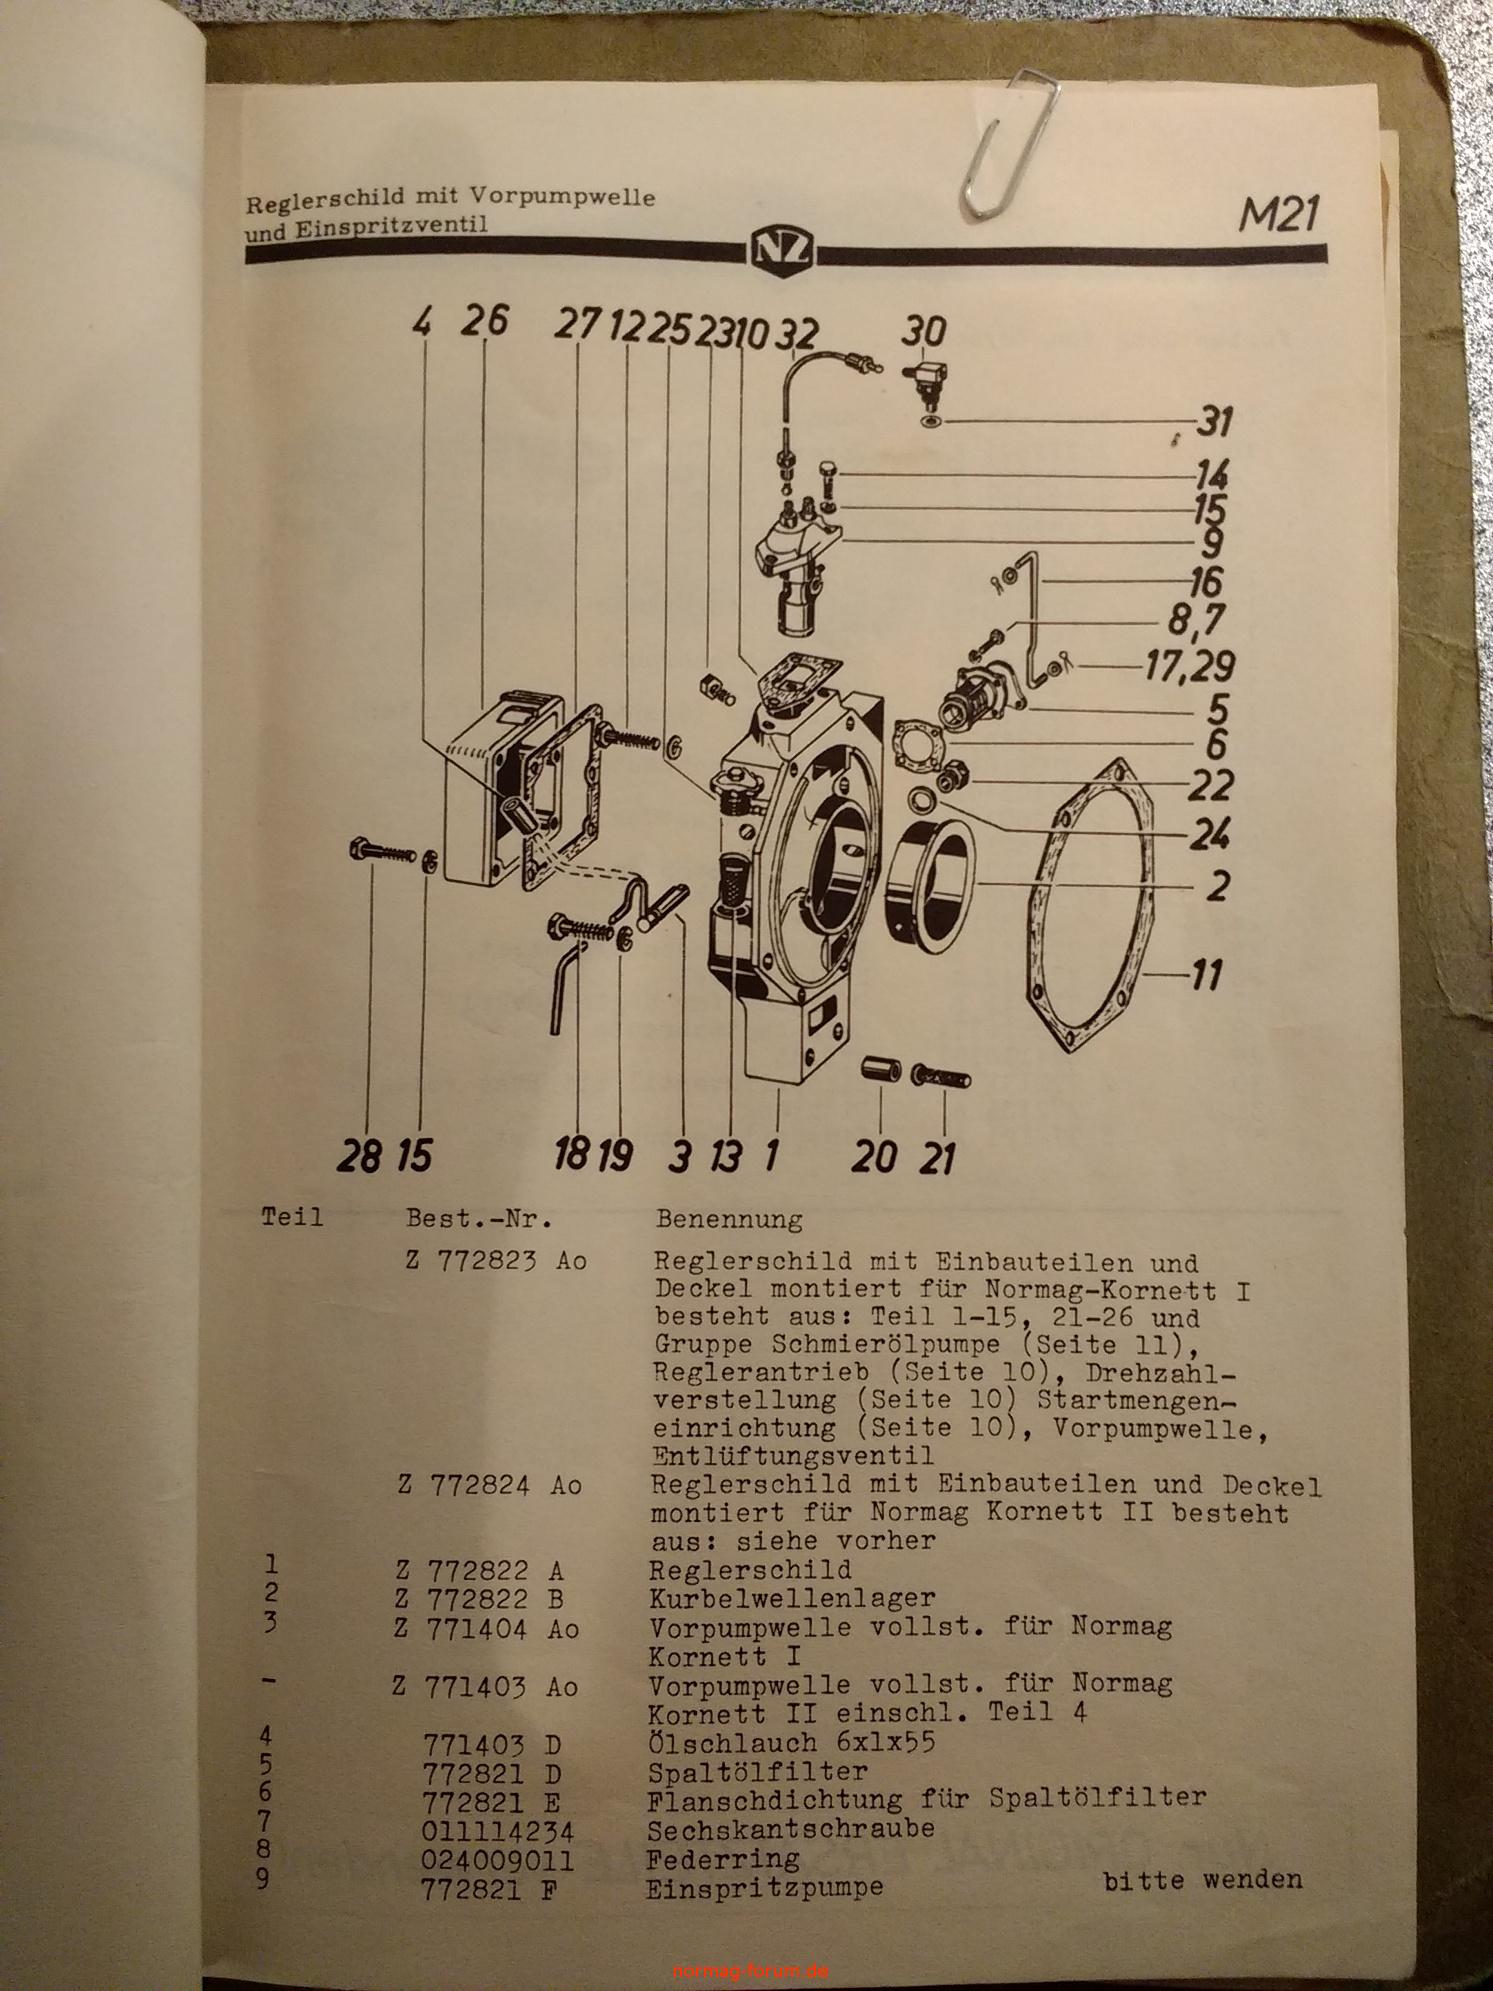 Reglerschild mit Vorpumpwelle
und Einspritzventil
NZ
M21
4 26 27 12 25 23 10 32 30
31
14
15
9
16
8,7
17,29
5
6
22
24
2
11
28 15 18 19 3 13 1 20 21
Teil Best.-Nr. Benennung
Z 772823 Ao Reglerschild mit Einbauteilen und
Deckel montiert für Normag-Kornett I
besteht aus: Teil 1-15, 21-26 und
Gruppe Schmierölpumpe (Seite 11),
Reglerantrieb (Seite 10), Drehzahl-
verstellung (Seite 10) Startmengen-
einrichtung (Seite 10), Vorpumpwelle,
Entlüftungsventil
Z 772824 Ao Reglerschild mit Einbauteilen und Deckel
montiert für Normag Kornett II besteht
aus: siehe vorher
1 Z 772822 A Reglerschild
2 Z 772822 B Kurbelwellenlager
3 Z 771404 Ao Vorpumpwelle vollst. für Normag
Kornett I
- Z 771403 Ao Vorpumpwelle vollst. für Normag
Kornett II einschl. Teil 4
4 771403 D Ölschlauch 6x1x55
5 772821 D Spaltölfilter
6 772821 E Flanschdichtung für Spaltölfilter
7 011114234 Sechskantschraube
8 024009011 Federring
9 772821 F Einspritzpumpe bitte wenden
normag-forum.de